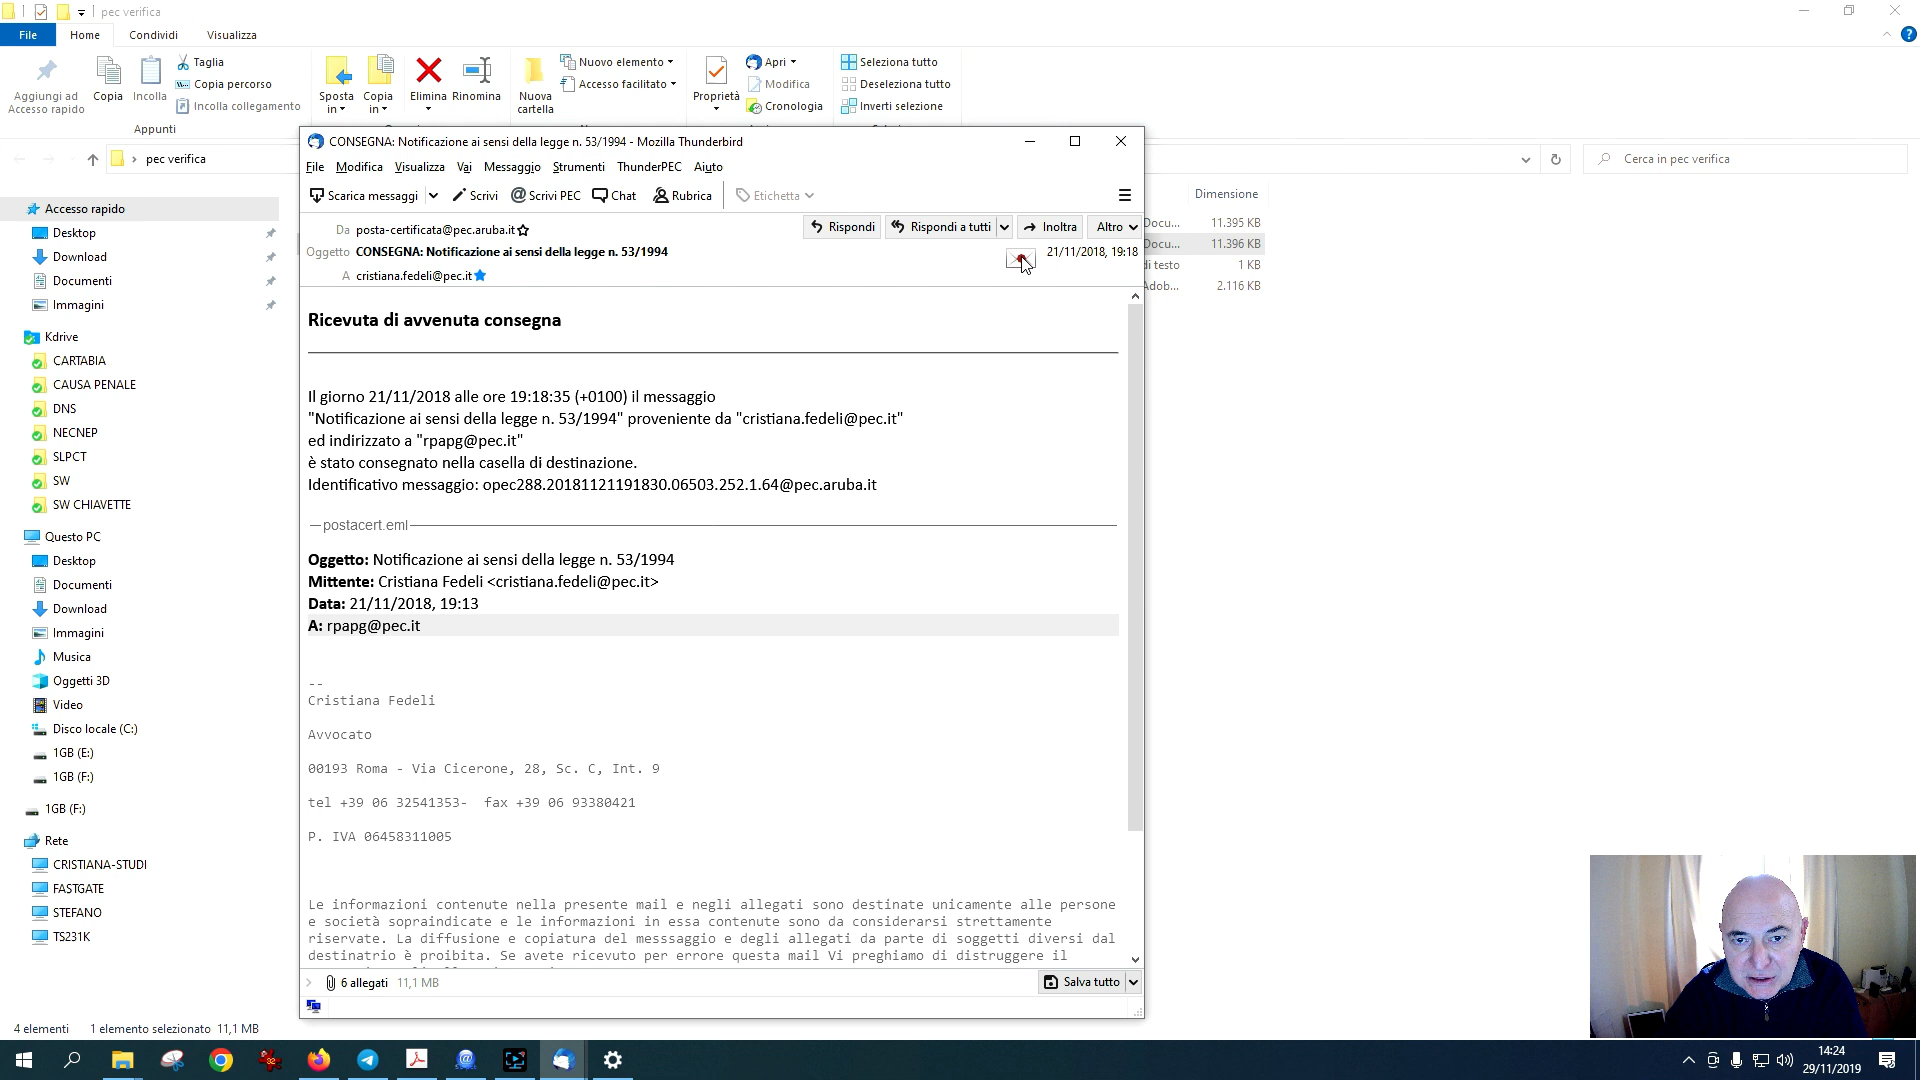 pec verifica
File
Home
Condividi
Visualizza
Aggiungi ad
Accesso rapido
Copia
Incolla
Taglia
Copia percorso
Incolla collegamento
Appunti
Sposta
in
Copia
in
Elimina
Rinomina
Nuova
cartella
Nuovo elemento
Accesso facilitato
Proprietà
Apri
Modifica
Cronologia
Seleziona tutto
Deseleziona tutto
Inverti selezione
pec verifica
Cerca in pec verifica
Accesso rapido
Desktop
Download
Documenti
Immagini
Kdrive
CARTABIA
CAUSA PENALE
DNS
NECNEP
SLPCT
SW
SW CHIAVETTE
Questo PC
Desktop
Documenti
Download
Immagini
Musica
Oggetti 3D
Video
Disco locale (C:)
1GB (E:)
1GB (F:)
1GB (F:)
Rete
CRISTIANA-STUDI
FASTGATE
STEFANO
TS231K
4 elementi 1 elemento selezionato 11,1 MB
Dimensione
Docu... 11.395 KB
Docu... 11.396 KB
di testo 1 KB
Adob... 2.116 KB
CONSEGNA: Notificazione ai sensi della legge n. 53/1994 - Mozilla Thunderbird
File Modifica Visualizza Vai Messaggio Strumenti ThunderPEC Aiuto
Scarica messaggi Scrivi Scrivi PEC Chat Rubrica Etichetta
Da posta-certificata@pec.aruba.it
Rispondi Rispondi a tutti Inoltra Altro
Oggetto CONSEGNA: Notificazione ai sensi della legge n. 53/1994
21/11/2018, 19:18
A cristiana.fedeli@pec.it
Ricevuta di avvenuta consegna
Il giorno 21/11/2018 alle ore 19:18:35 (+0100) il messaggio
"Notificazione ai sensi della legge n. 53/1994" proveniente da "cristiana.fedeli@pec.it"
ed indirizzato a "rpapg@pec.it"
è stato consegnato nella casella di destinazione.
Identificativo messaggio: opec288.20181121191830.06503.252.1.64@pec.aruba.it
postacert.eml
Oggetto: Notificazione ai sensi della legge n. 53/1994
Mittente: Cristiana Fedeli <cristiana.fedeli@pec.it>
Data: 21/11/2018, 19:13
A: rpapg@pec.it
--
Cristiana Fedeli
Avvocato
00193 Roma - Via Cicerone, 28, Sc. C, Int. 9
tel +39 06 32541353- fax +39 06 93380421
P. IVA 06458311005
Le informazioni contenute nella presente mail e negli allegati sono destinate unicamente alle persone
e società sopraindicate e le informazioni in essa contenute sono da considerarsi strettamente
riservate. La diffusione e copiatura del messsaggio e degli allegati da parte di soggetti diversi dal
destinatrio è proibita. Se avete ricevuto per errore questa mail Vi preghiamo di distruggere il
6 allegati 11,1 MB
Salva tutto
14:24
29/11/2019